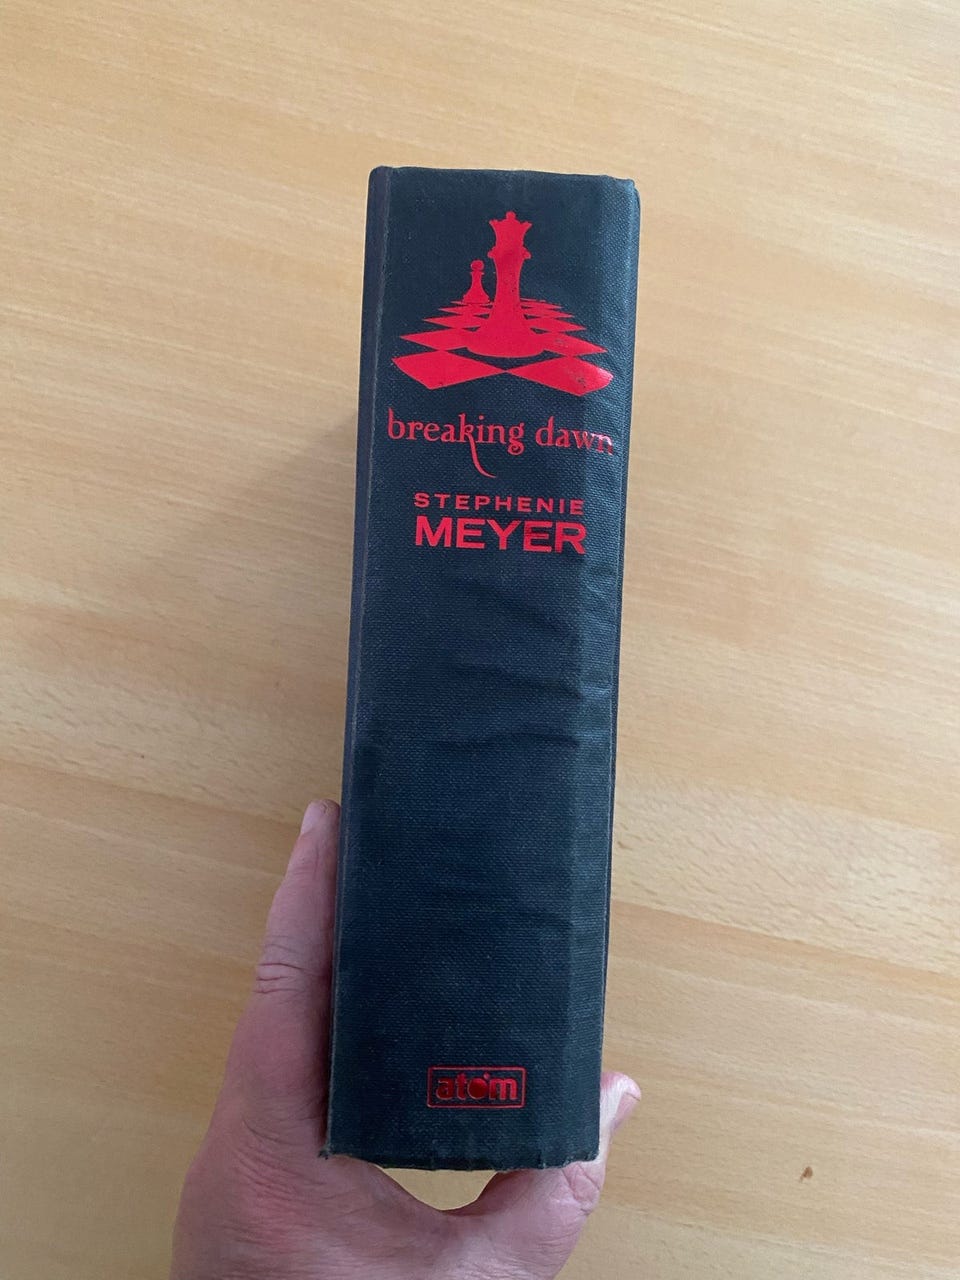 breaking dawn
STEPHENIE
MEYER
atom